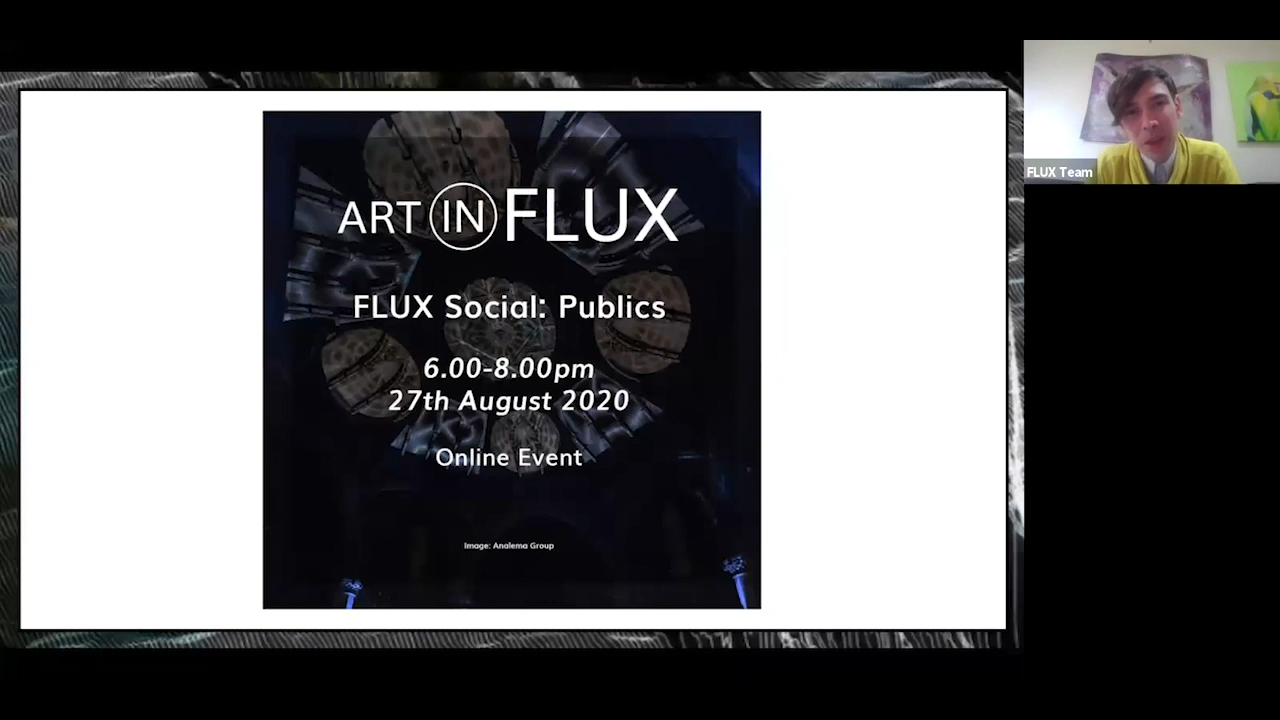 ART IN FLUX
FLUX Social: Publics
6.00-8.00pm
27th August 2020
Online Event
Image: Analema Group
FLUX Team